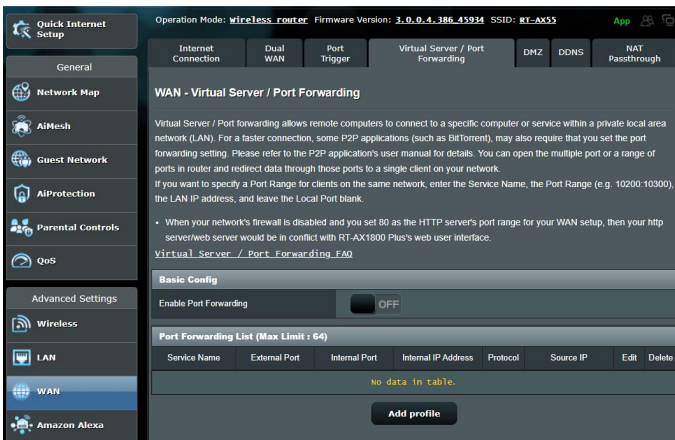 Quick Internet
Setup
Operation Mode: Wireless router Firmware Version: 3.0.0.4.386_45934 SSID: RT-AX55
App
Internet
Connection
Dual
WAN
Port
Trigger
Virtual Server / Port
Forwarding
DMZ
DDNS
NAT
Passthrough
General
Network Map
AiMesh
Guest Network
AiProtection
Parental Controls
QoS
Advanced Settings
Wireless
LAN
WAN
Amazon Alexa
WAN - Virtual Server / Port Forwarding
Virtual Server / Port forwarding allows remote computers to connect to a specific computer or service within a private local area
network (LAN). For a faster connection, some P2P applications (such as BitTorrent), may also require that you set the port
forwarding setting. Please refer to the P2P application's user manual for details. You can open the multiple port or a range of
ports in router and redirect data through those ports to a single client on your network.
If you want to specify a Port Range for clients on the same network, enter the Service Name, the Port Range (e.g. 10200:10300),
the LAN IP address, and leave the Local Port blank.
• When your network's firewall is disabled and you set 80 as the HTTP server's port range for your WAN setup, then your http
server/web server would be in conflict with RT-AX1800 Plus's web user interface.
Virtual Server / Port Forwarding FAQ
Basic Config
Enable Port Forwarding OFF
Port Forwarding List (Max Limit : 64)
Service Name External Port Internal Port Internal IP Address Protocol Source IP Edit Delete
No data in table.
Add profile